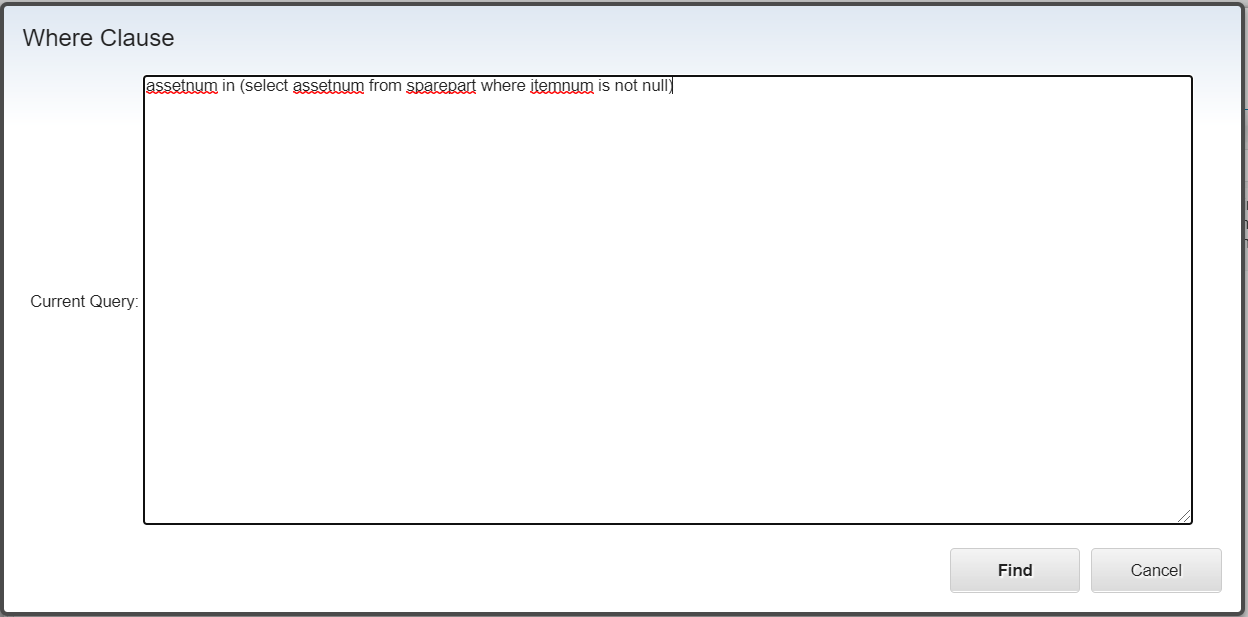 Where Clause
assetnum in (select assetnum from sparepart where itemnum is not null)
Current Query:
Find
Cancel